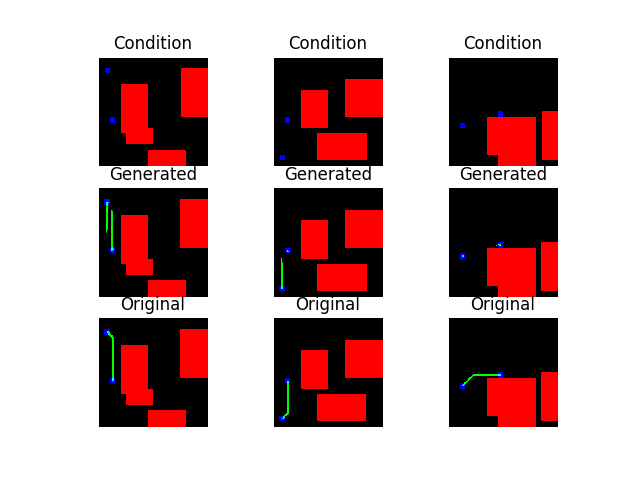 Condition
Condition
Condition
Generated
Generated
Generated
Original
Original
Original